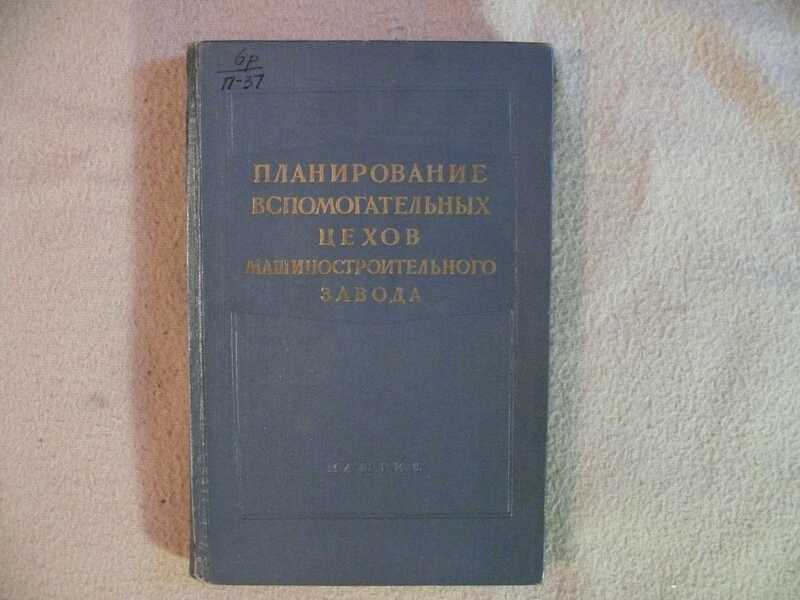 6р
П-37
ПЛАНИРОВАНИЕ
ВСПОМОГАТЕЛЬНЫХ
ЦЕХОВ
МАШИНОСТРОИТЕЛЬНОГО
ЗАВОДА
МАШГИЗ